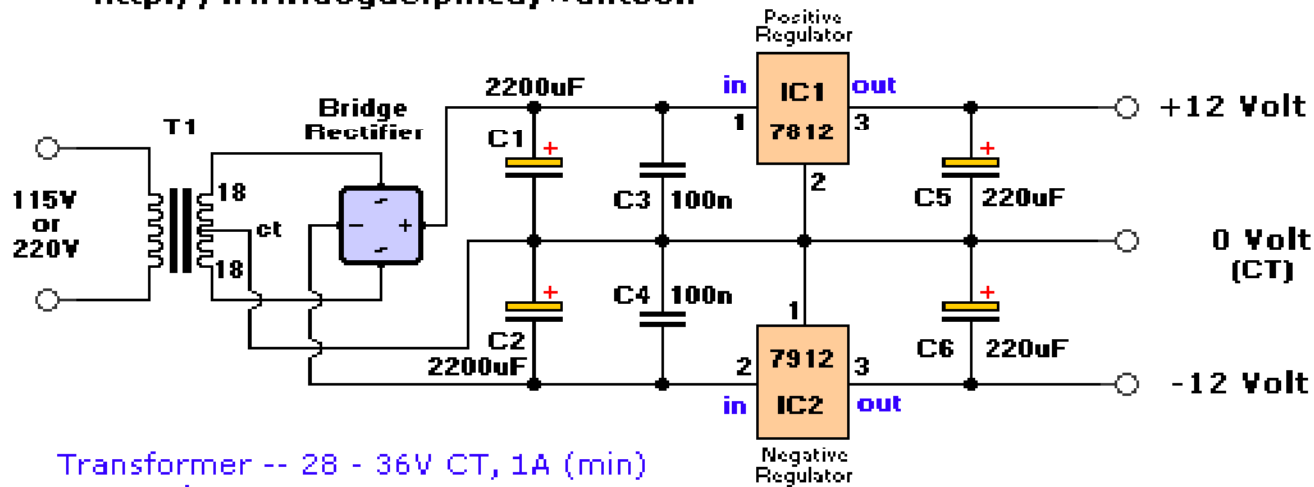 Positive
Regulator
2200uF
in
IC1
out
Bridge
Rectifier
1
7812
3
+12 Volt
T1
C1
+
+
115V
or
220V
18
ct
18
-
+
2
C3
100n
C5
220uF
0 Volt
(CT)
C4
100n
+
+
1
C2
2200uF
2
7912
3
C6
220uF
in
IC2
out
-12 Volt
Transformer -- 28 - 36V CT, 1A (min)
Negative
Regulator